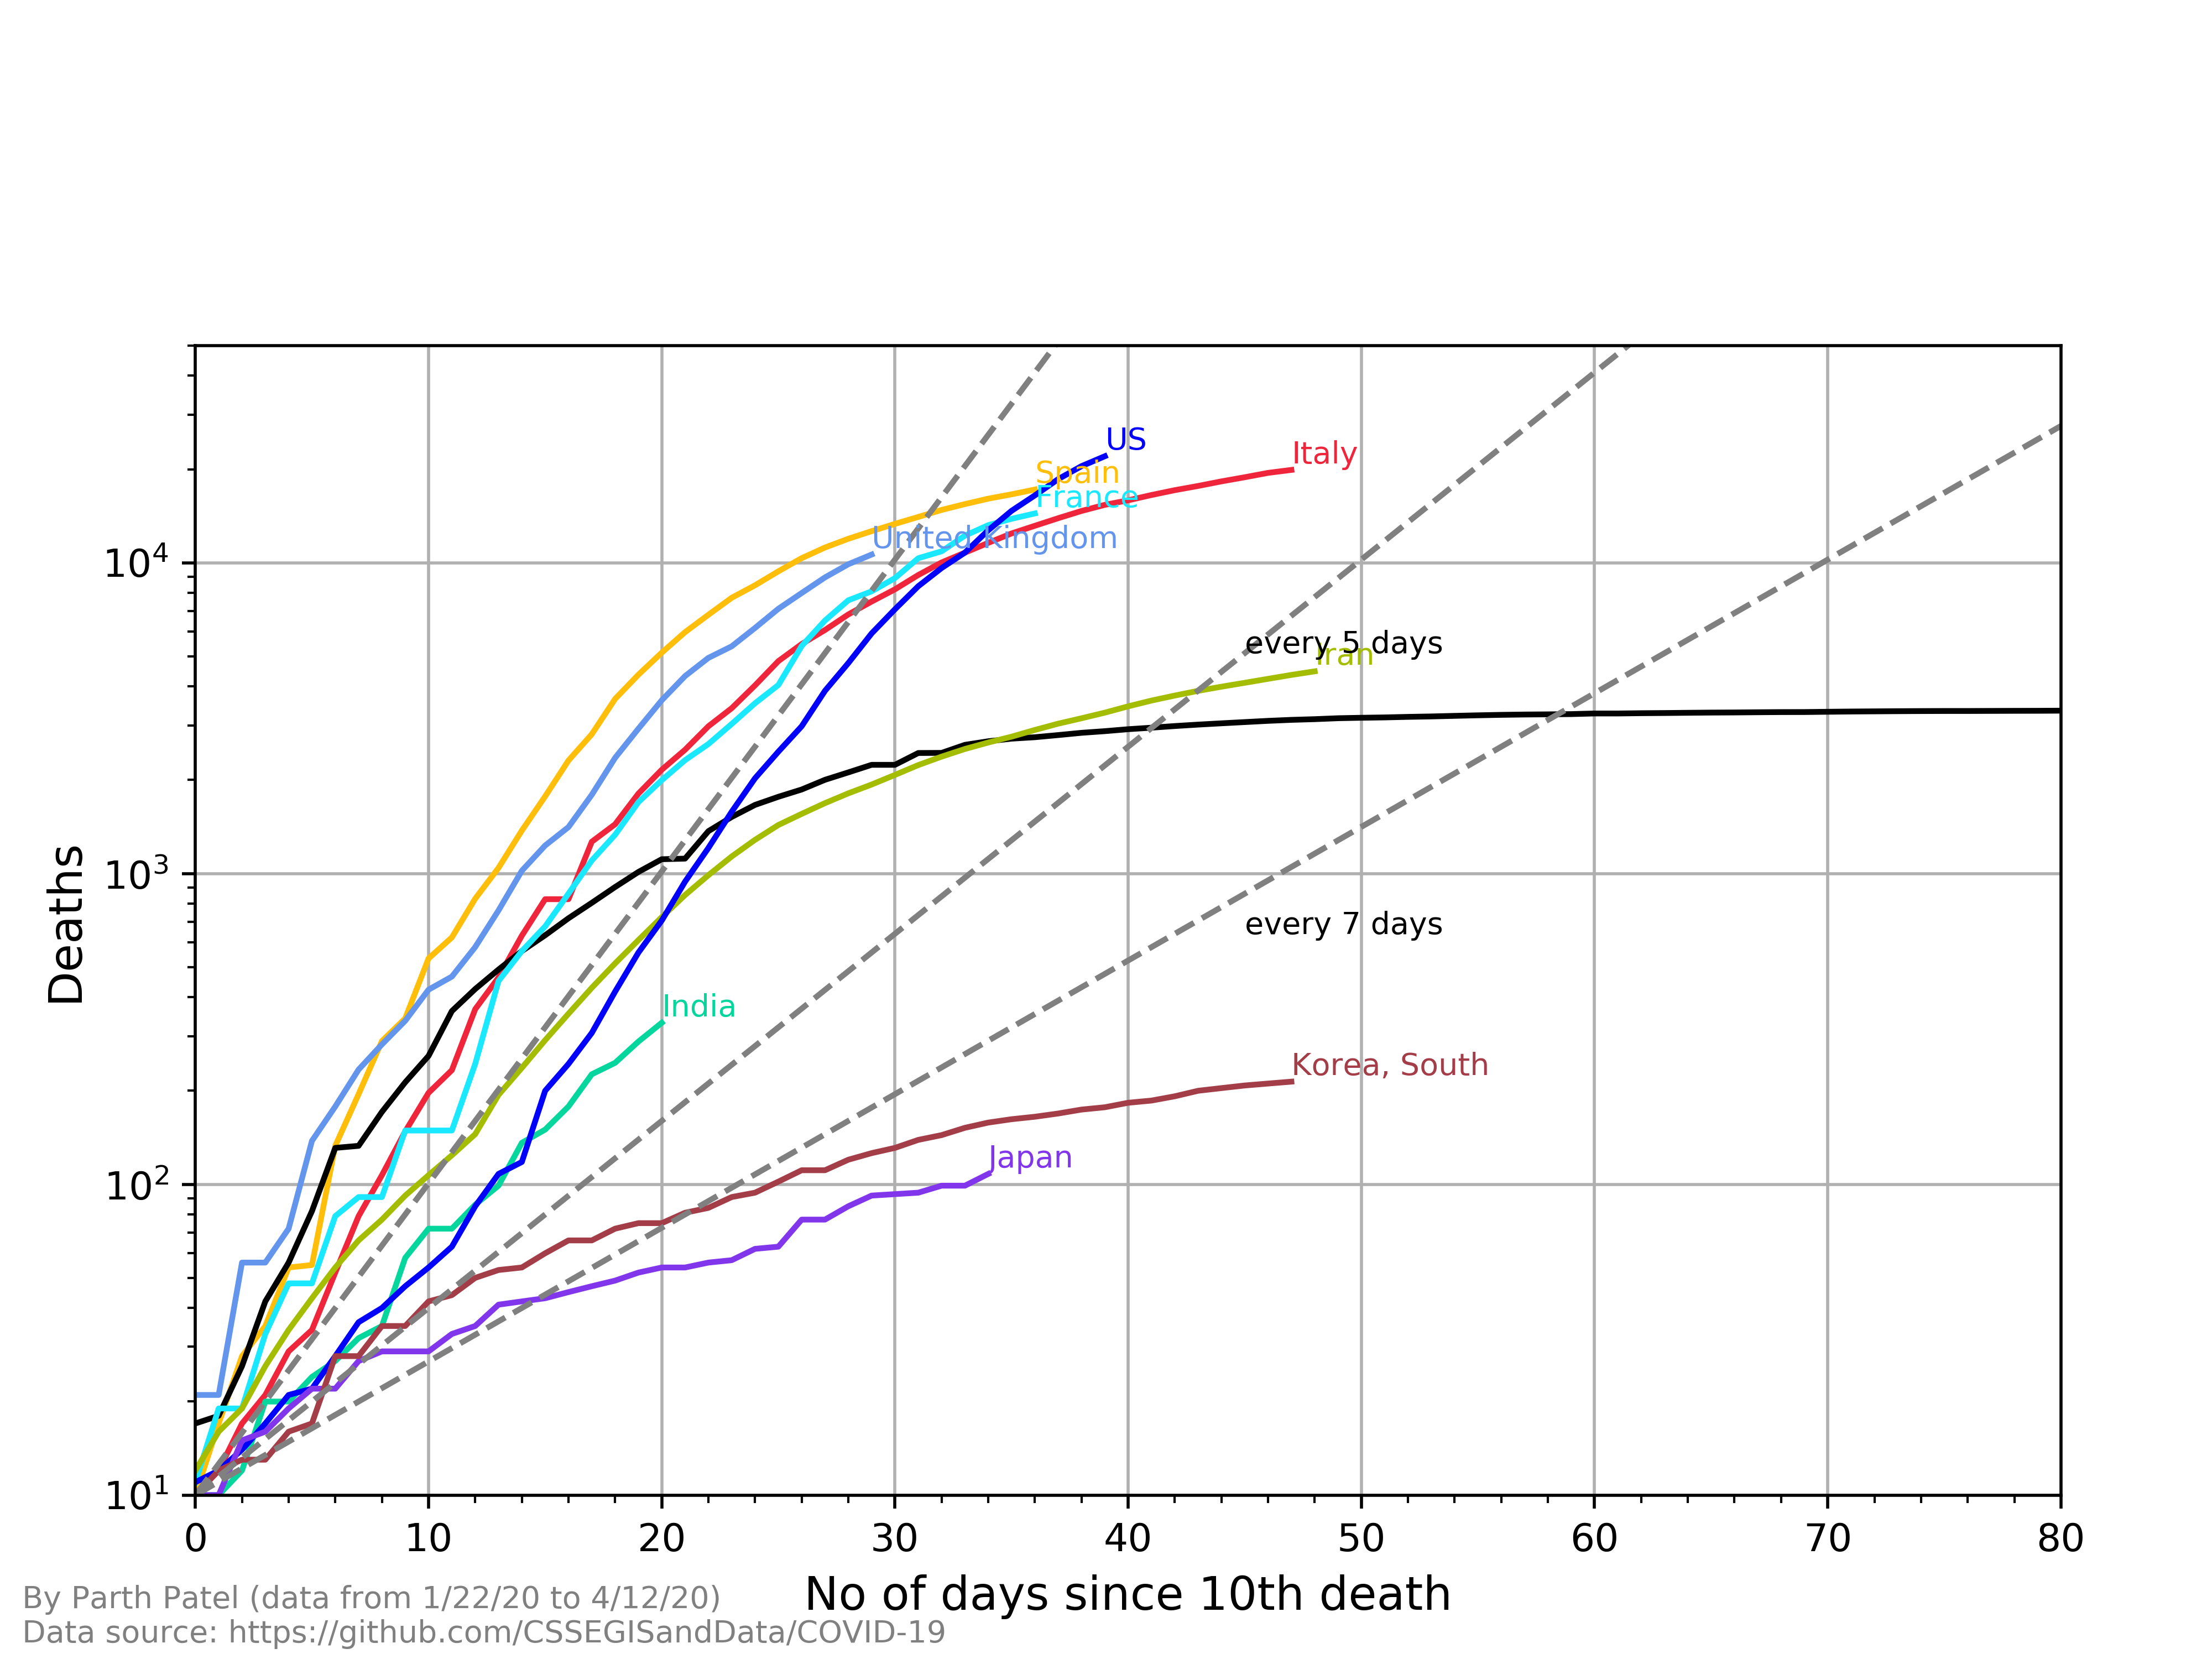 US
Italy
Spain
France
United Kingdom
every 5 days
Iran
every 7 days
India
Korea, South
Japan
Deaths
10⁴
10³
10²
10¹
0 10 20 30 40 50 60 70 80
No of days since 10th death
By Parth Patel (data from 1/22/20 to 4/12/20)
Data source: https://github.com/CSSEGISandData/COVID-19